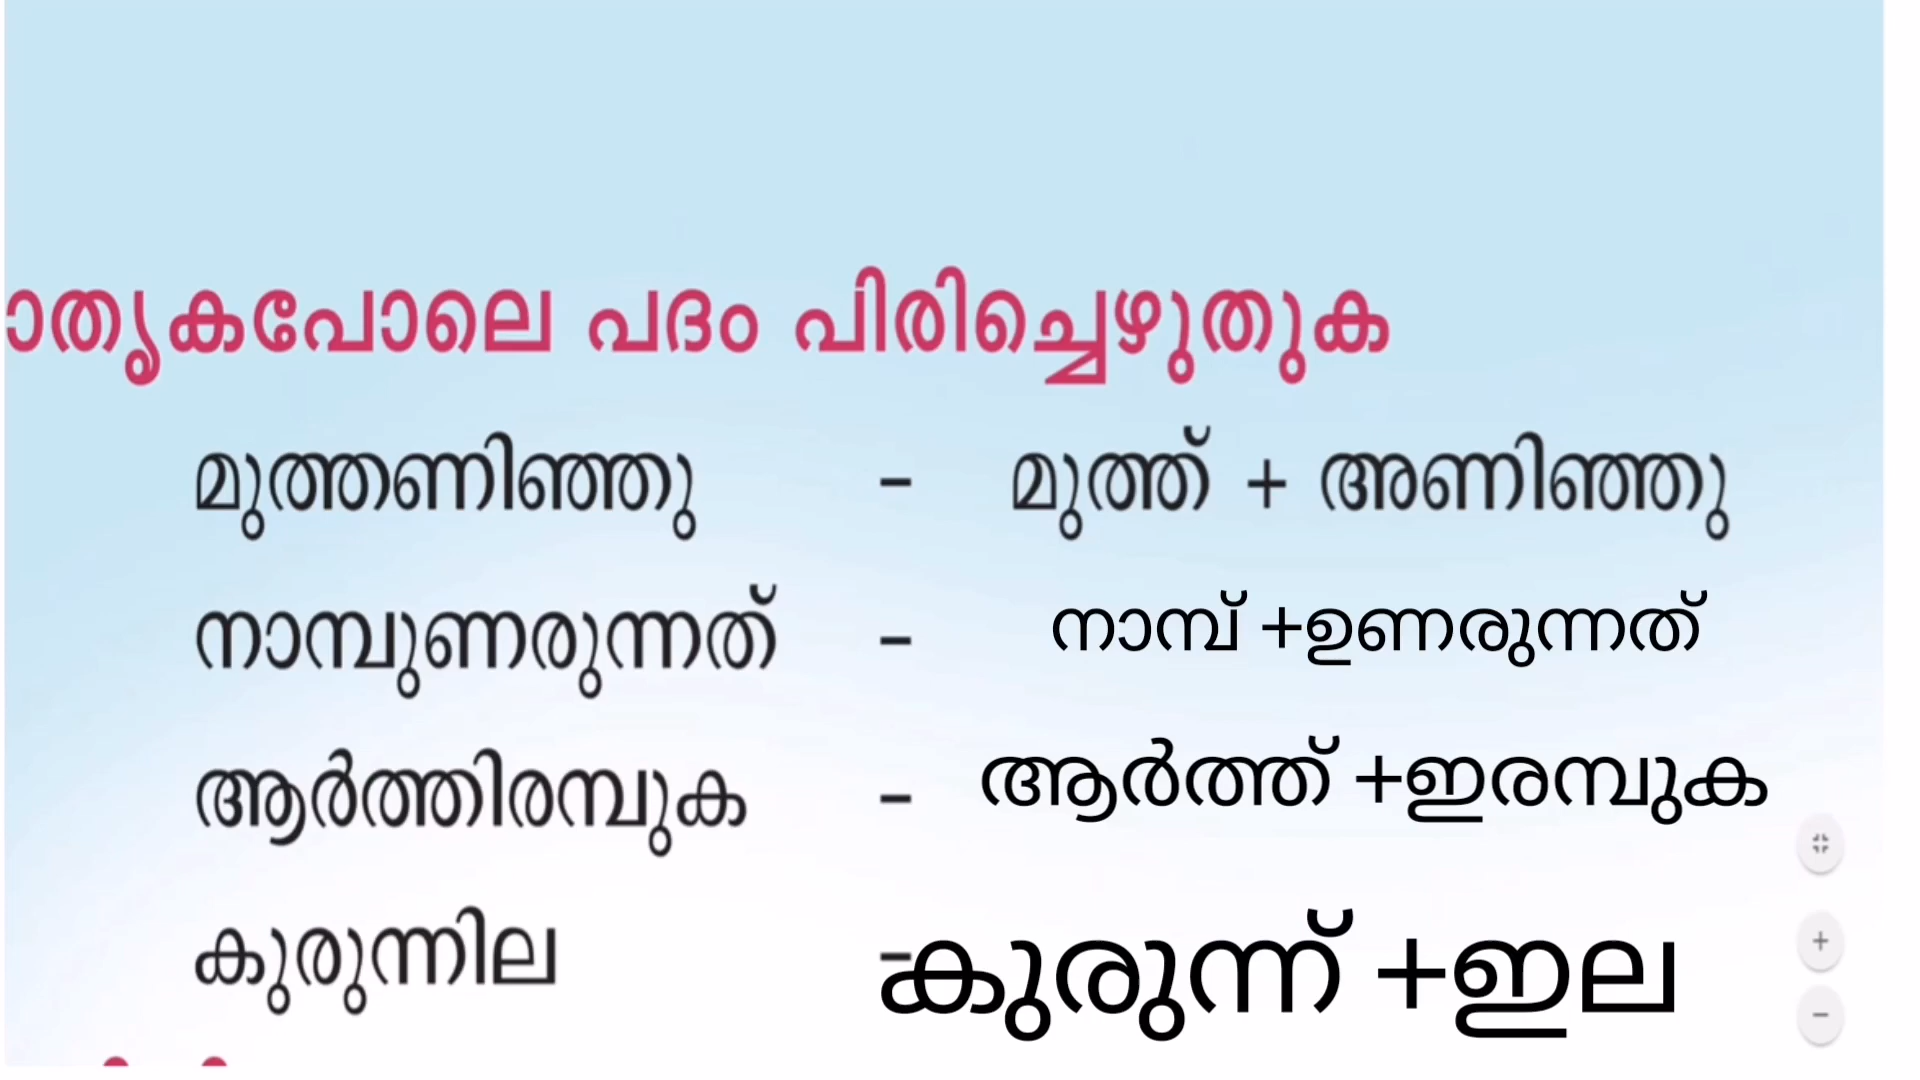 ാതൃകപോലെ പദം പിരിച്ചെഴുതുക
മുത്തണിഞ്ഞു - മുത്ത് + അണിഞ്ഞു
നാമ്പുണരുന്നത് - നാമ്പ് +ഉണരുന്നത്
ആർത്തിരമ്പുക - ആർത്ത് +ഇരമ്പുക
കുരുന്നില - കുരുന്ന് +ഇല